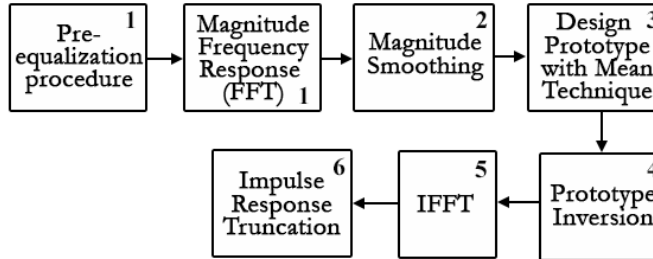 1
Pre-
equalization
procedure
Magnitude
Frequency
Response
(FFT) 1
2
Magnitude
Smoothing
3
Design
Prototype
with Mean
Technique
4
Prototype
Inversion
5
IFFT
6
Impulse
Response
Truncation